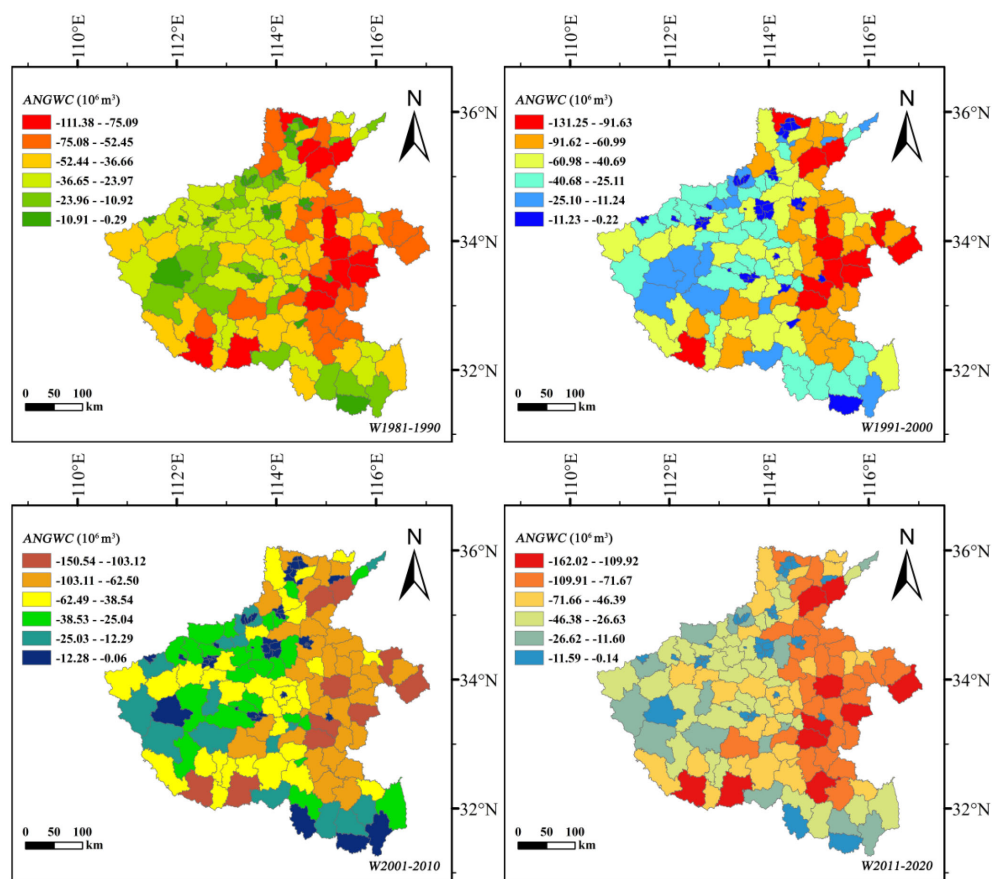 110°E 112°E 114°E 116°E
ANGWC (10⁶ m³)
-111.38 - -75.09
-75.08 - -52.45
-52.44 - -36.66
-36.65 - -23.97
-23.96 - -10.92
-10.91 - -0.29
N
36°N
34°N
32°N
0 50 100
km
W1981-1990
110°E 112°E 114°E 116°E
ANGWC (10⁶ m³)
-131.25 - -91.63
-91.62 - -60.99
-60.98 - -40.69
-40.68 - -25.11
-25.10 - -11.24
-11.23 - -0.22
N
36°N
34°N
32°N
0 50 100
km
W1991-2000
110°E 112°E 114°E 116°E
ANGWC (10⁶ m³)
-150.54 - -103.12
-103.11 - -62.50
-62.49 - -38.54
-38.53 - -25.04
-25.03 - -12.29
-12.28 - -0.06
N
36°N
34°N
32°N
0 50 100
km
W2001-2010
110°E 112°E 114°E 116°E
ANGWC (10⁶ m³)
-162.02 - -109.92
-109.91 - -71.67
-71.66 - -46.39
-46.38 - -26.63
-26.62 - -11.60
-11.59 - -0.14
N
36°N
34°N
32°N
0 50 100
km
W2011-2020